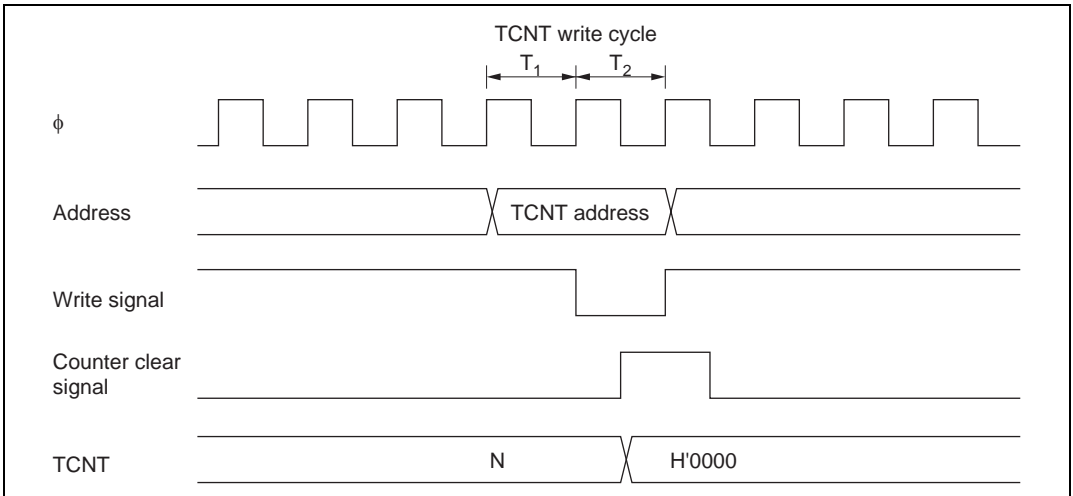 TCNT write cycle
T1 T2
ϕ
Address
TCNT address
Write signal
Counter clear
signal
TCNT
N
H'0000